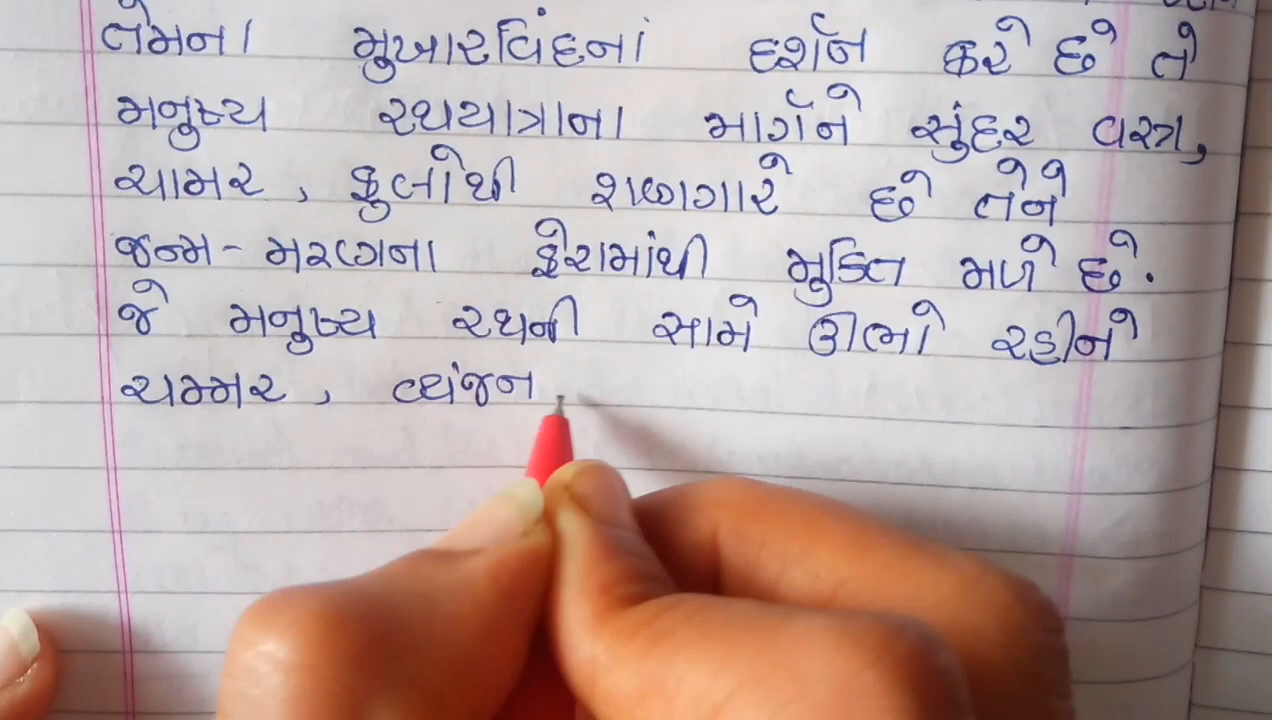 તેમના મુખારવિંદનાં દર્શન કરે છે તે
મનુષ્ય રથયાત્રાના માર્ગને સુંદર વસ્ત્ર,
ચામર, ફુલોથી શણગારે છે તેને
જન્મ - મરણના ફેરામાંથી મુક્તિ મળે છે.
જે મનુષ્ય રથની સામે ઊભો રહીને
ચમ્મર, વ્યંજન